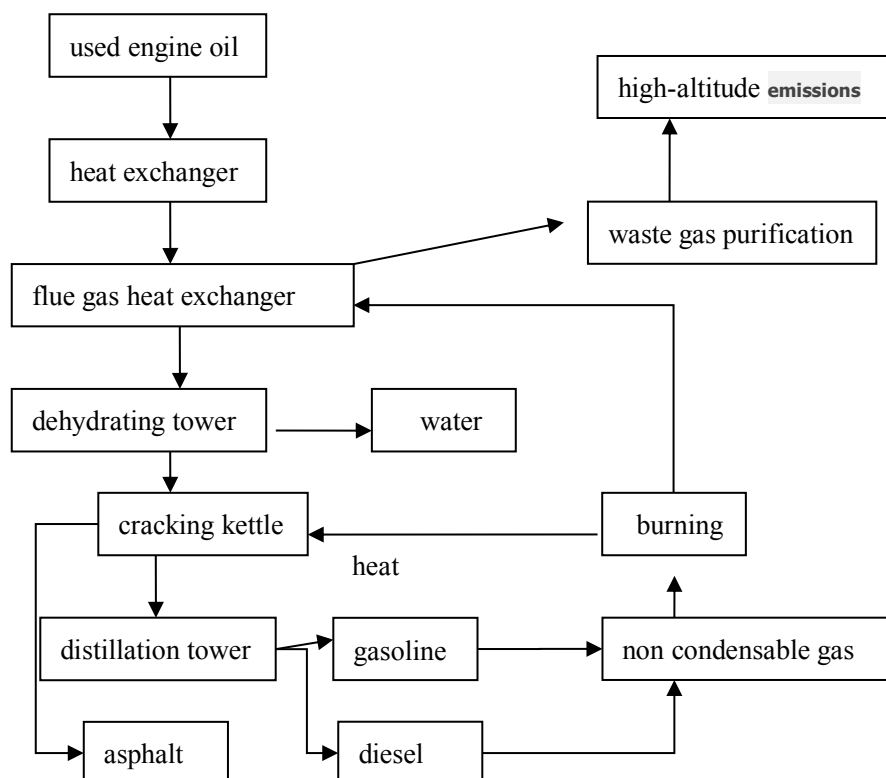 used engine oil
high-altitude emissions
heat exchanger
waste gas purification
flue gas heat exchanger
dehydrating tower
water
cracking kettle
burning
heat
distillation tower
gasoline
non condensable gas
asphalt
diesel